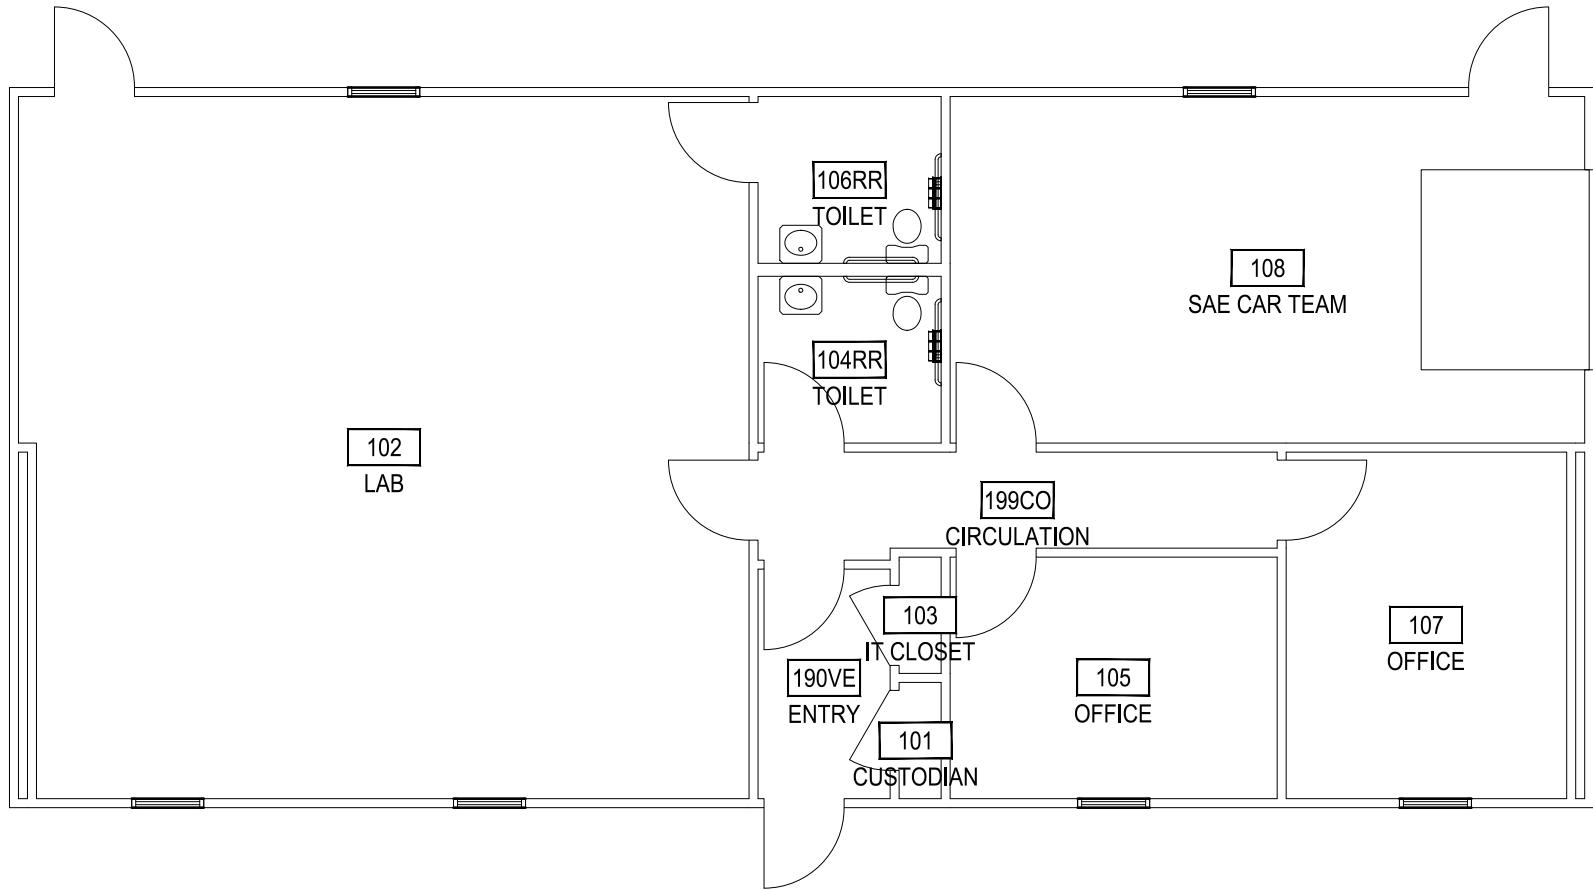 106RR
TOILET
108
SAE CAR TEAM
104RR
TOILET
102
LAB
199CO
CIRCULATION
103
IT CLOSET
107
OFFICE
190VE
ENTRY
105
OFFICE
101
CUSTODIAN